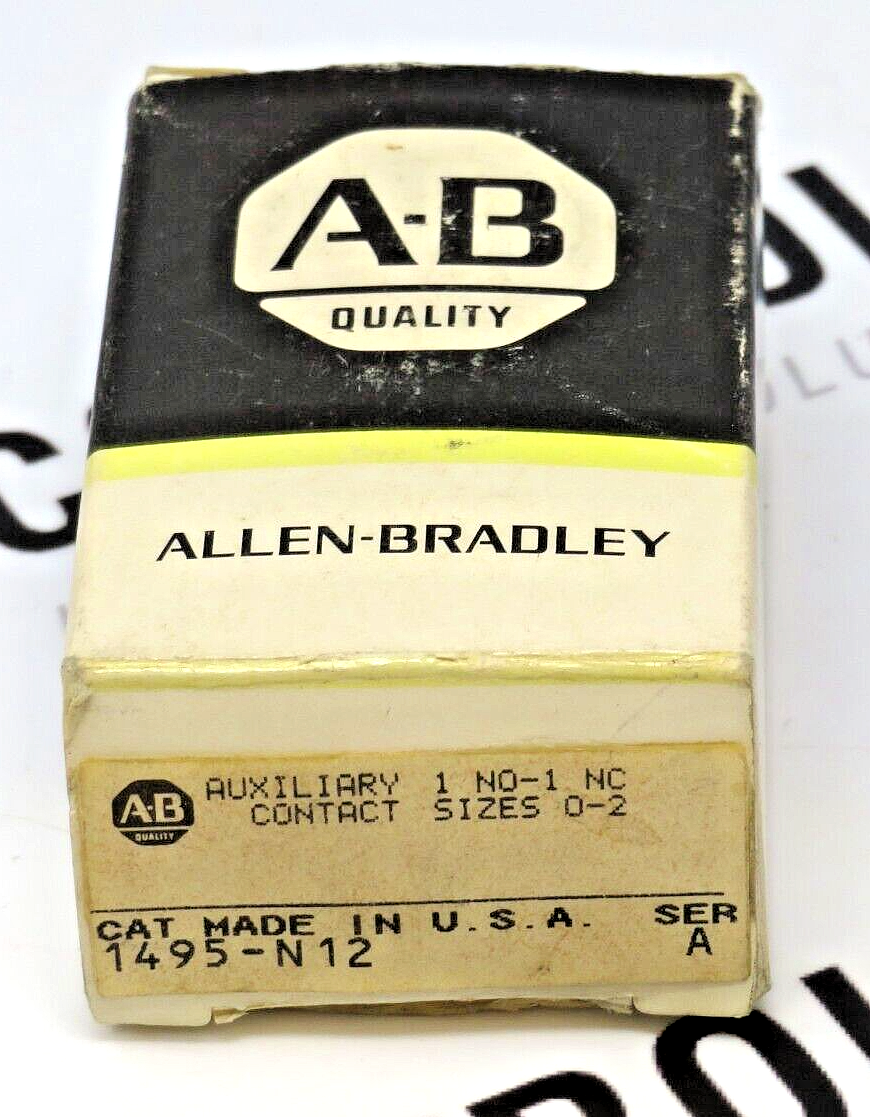 A-B
QUALITY
ALLEN-BRADLEY
A-B
QUALITY
AUXILIARY 1 NO-1 NC
CONTACT SIZES 0-2
CAT MADE IN U.S.A. SER
1495-N12 A